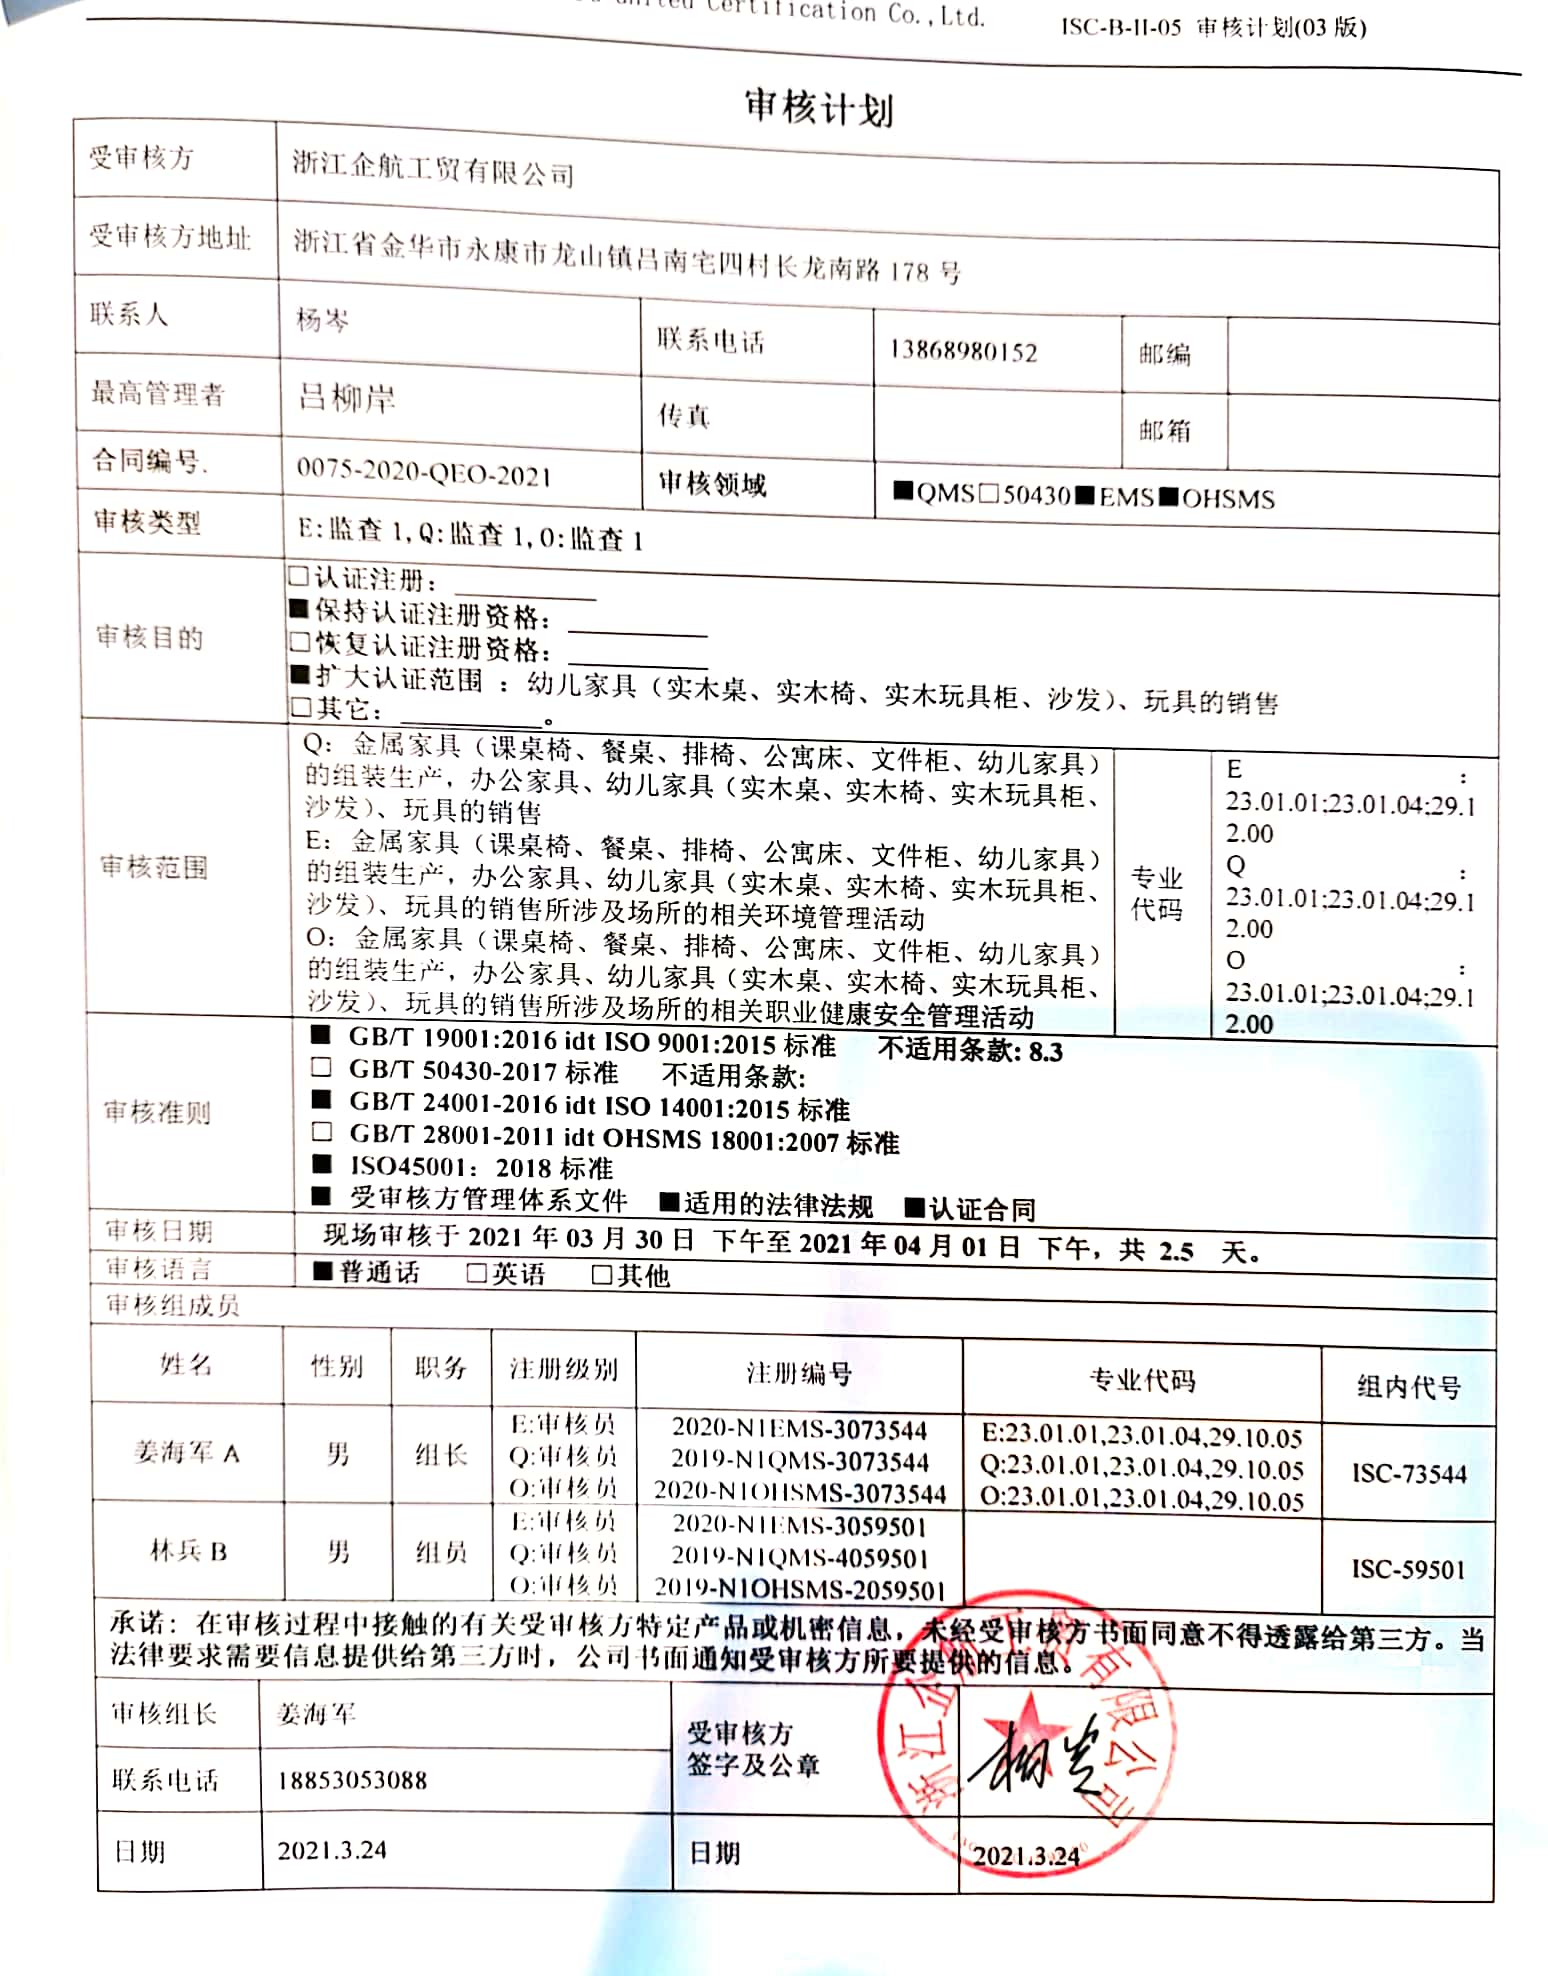 United Certification Co.,Ltd.
ISC-B-II-05 审核计划(03 版)
审核计划
受审核方 浙江企航工贸有限公司
受审核方地址 浙江省金华市永康市龙山镇吕南宅四村长龙南路 178 号
联系人 杨岑 联系电话 13868980152 邮编
最高管理者 吕柳岸 传真 邮箱
合同编号. 0075-2020-QEO-2021 审核领域 ■QMS□50430■EMS■OHSMS
审核类型 E:监查 1,Q:监查 1,O:监查 1
审核目的
□认证注册：
■保持认证注册资格：
□恢复认证注册资格：
■扩大认证范围 ：幼儿家具（实木桌、实木椅、实木玩具柜、沙发）、玩具的销售
□其它： 。
审核范围
Q：金属家具（课桌椅、餐桌、排椅、公寓床、文件柜、幼儿家具）
的组装生产，办公家具、幼儿家具（实木桌、实木椅、实木玩具柜、
沙发）、玩具的销售
E：金属家具（课桌椅、餐桌、排椅、公寓床、文件柜、幼儿家具）
的组装生产，办公家具、幼儿家具（实木桌、实木椅、实木玩具柜、
沙发）、玩具的销售所涉及场所的相关环境管理活动
O：金属家具（课桌椅、餐桌、排椅、公寓床、文件柜、幼儿家具）
的组装生产，办公家具、幼儿家具（实木桌、实木椅、实木玩具柜、
沙发）、玩具的销售所涉及场所的相关职业健康安全管理活动
专业
代码
E :
23.01.01;23.01.04;29.1
2.00
Q :
23.01.01;23.01.04;29.1
2.00
O :
23.01.01;23.01.04;29.1
2.00
审核准则
■ GB/T 19001:2016 idt ISO 9001:2015 标准 不适用条款: 8.3
□ GB/T 50430-2017 标准 不适用条款:
■ GB/T 24001-2016 idt ISO 14001:2015 标准
□ GB/T 28001-2011 idt OHSMS 18001:2007 标准
■ ISO45001：2018 标准
■ 受审核方管理体系文件 ■适用的法律法规 ■认证合同
审核日期 现场审核于 2021 年 03 月 30 日 下午至 2021 年 04 月 01 日 下午，共 2.5 天。
审核语言 ■普通话 □英语 □其他
审核组成员
姓名 性别 职务 注册级别 注册编号 专业代码 组内代号
姜海军 A 男 组长
E:审核员 2020-N1EMS-3073544 E:23.01.01,23.01.04,29.10.05
Q:审核员 2019-N1QMS-3073544 Q:23.01.01,23.01.04,29.10.05
O:审核员 2020-N1OHSMS-3073544 O:23.01.01,23.01.04,29.10.05
ISC-73544
林兵 B 男 组员
E:审核员 2020-N1EMS-3059501
Q:审核员 2019-N1QMS-4059501
O:审核员 2019-N1OHSMS-2059501
ISC-59501
承诺：在审核过程中接触的有关受审核方特定产品或机密信息，未经受审核方书面同意不得透露给第三方。当
法律要求需要信息提供给第三方时，公司书面通知受审核方所要提供的信息。
审核组长 姜海军
受审核方
签字及公章
浙江企航工贸有限公司
联系电话 18853053088
日期 2021.3.24 日期 2021.3.24